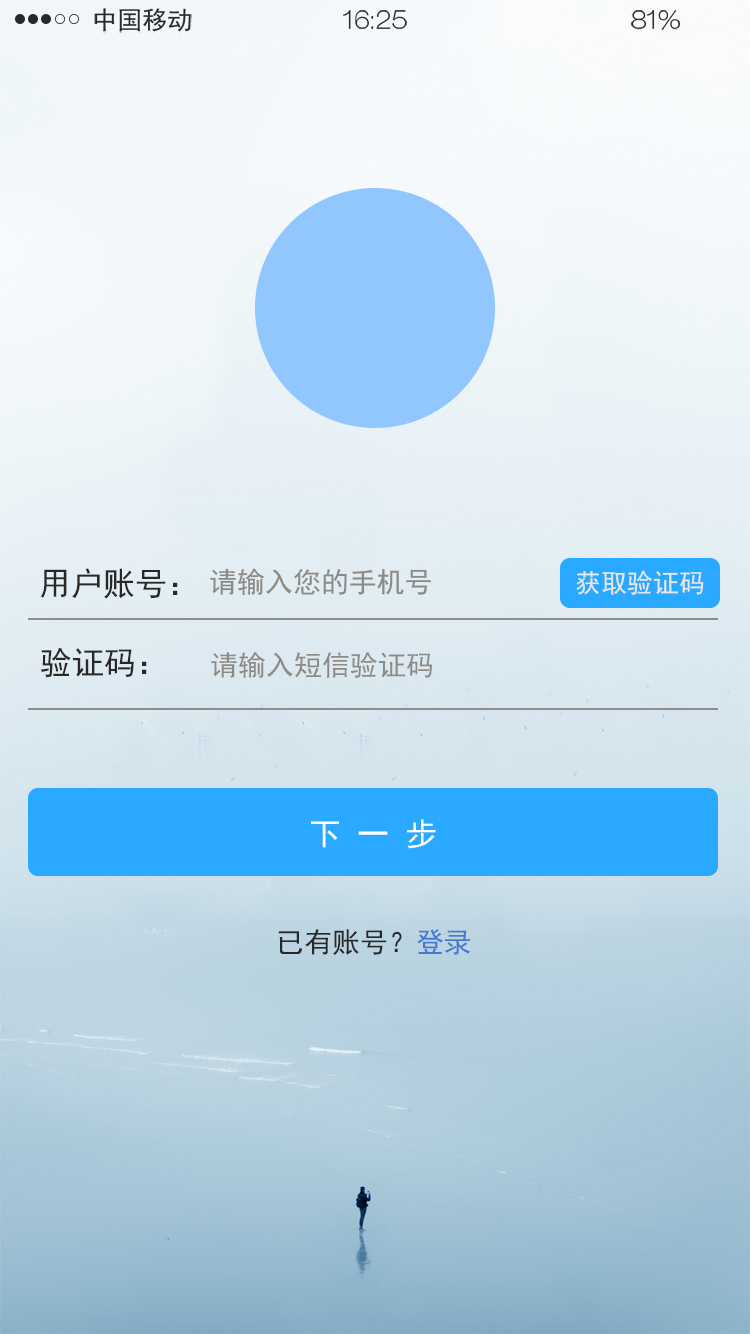 中国移动 16:25 81%
用户账号： 请输入您的手机号 获取验证码
验证码： 请输入短信验证码
下一步
已有账号？登录